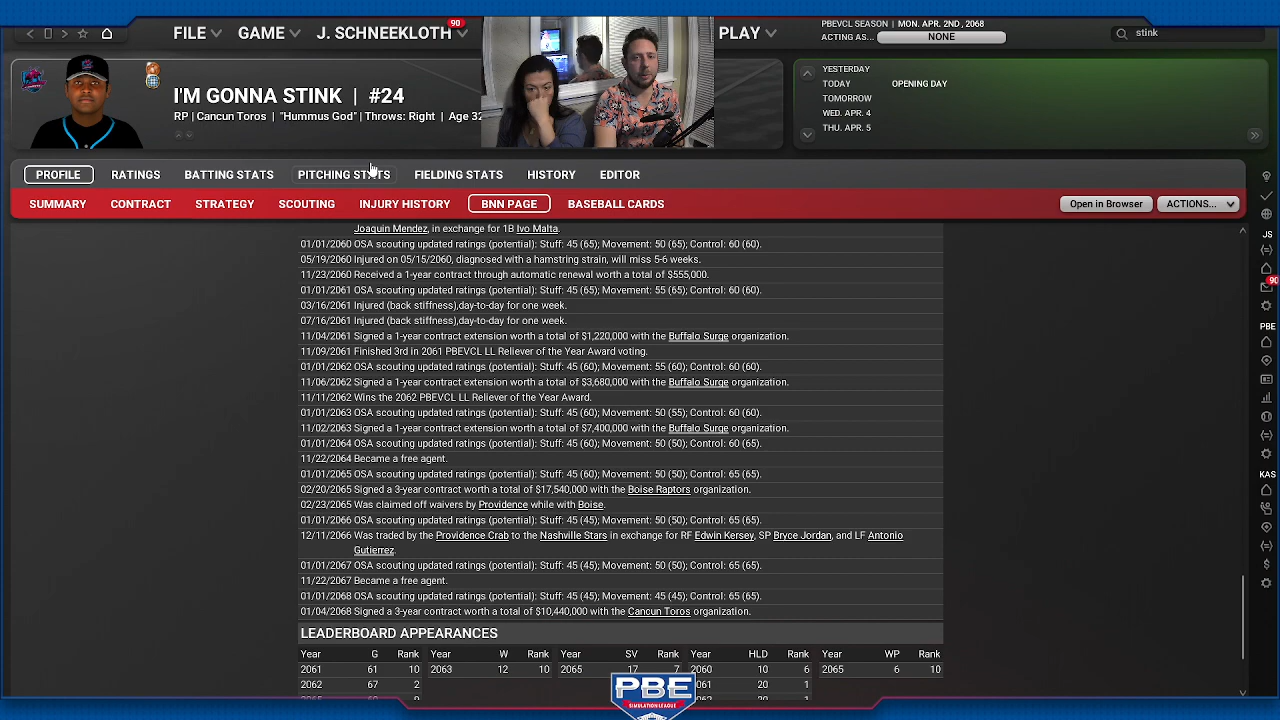 FILE GAME J. SCHNEEKLOTH 90 PLAY
PBEVCL SEASON | MON. APR. 2ND , 2068
ACTING AS... NONE
stink
I'M GONNA STINK | #24
RP | Cancun Toros | "Hummus God" | Throws: Right | Age 32
YESTERDAY
TODAY OPENING DAY
TOMORROW
WED. APR. 4
THU. APR. 5
PROFILE RATINGS BATTING STATS PITCHING STATS FIELDING STATS HISTORY EDITOR
SUMMARY CONTRACT STRATEGY SCOUTING INJURY HISTORY BNN PAGE BASEBALL CARDS Open in Browser ACTIONS...
Joaquin Mendez, in exchange for 1B Ivo Malta.
01/01/2060 OSA scouting updated ratings (potential): Stuff: 45 (65); Movement: 50 (65); Control: 60 (60).
05/19/2060 Injured on 05/15/2060, diagnosed with a hamstring strain, will miss 5-6 weeks.
11/23/2060 Received a 1-year contract through automatic renewal worth a total of $555,000.
01/01/2061 OSA scouting updated ratings (potential): Stuff: 45 (65); Movement: 55 (65); Control: 60 (60).
03/16/2061 Injured (back stiffness),day-to-day for one week.
07/16/2061 Injured (back stiffness),day-to-day for one week.
11/04/2061 Signed a 1-year contract extension worth a total of $1,220,000 with the Buffalo Surge organization.
11/09/2061 Finished 3rd in 2061 PBEVCL LL Reliever of the Year Award voting.
01/01/2062 OSA scouting updated ratings (potential): Stuff: 45 (60); Movement: 55 (60); Control: 60 (60).
11/06/2062 Signed a 1-year contract extension worth a total of $3,680,000 with the Buffalo Surge organization.
11/11/2062 Wins the 2062 PBEVCL LL Reliever of the Year Award.
01/01/2063 OSA scouting updated ratings (potential): Stuff: 45 (60); Movement: 50 (55); Control: 60 (60).
11/02/2063 Signed a 1-year contract extension worth a total of $7,400,000 with the Buffalo Surge organization.
01/01/2064 OSA scouting updated ratings (potential): Stuff: 45 (60); Movement: 50 (50); Control: 60 (65).
11/22/2064 Became a free agent.
01/01/2065 OSA scouting updated ratings (potential): Stuff: 45 (60); Movement: 50 (50); Control: 65 (65).
02/20/2065 Signed a 3-year contract worth a total of $17,540,000 with the Boise Raptors organization.
02/23/2065 Was claimed off waivers by Providence while with Boise.
01/01/2066 OSA scouting updated ratings (potential): Stuff: 45 (45); Movement: 50 (50); Control: 65 (65).
12/11/2066 Was traded by the Providence Crab to the Nashville Stars in exchange for RF Edwin Kersey, SP Bryce Jordan, and LF Antonio
Gutierrez.
01/01/2067 OSA scouting updated ratings (potential): Stuff: 45 (45); Movement: 50 (50); Control: 65 (65).
11/22/2067 Became a free agent.
01/01/2068 OSA scouting updated ratings (potential): Stuff: 45 (45); Movement: 45 (45); Control: 65 (65).
01/04/2068 Signed a 3-year contract worth a total of $10,440,000 with the Cancun Toros organization.
LEADERBOARD APPEARANCES
Year G Rank Year W Rank Year SV Rank Year HLD Rank Year WP Rank
2061 61 10 2063 12 10 2065 17 7 2060 10 6 2065 6 10
2062 67 2 2061 20 1
JS
90
PBE
KAS
PBE
SIMULATION LEAGUE